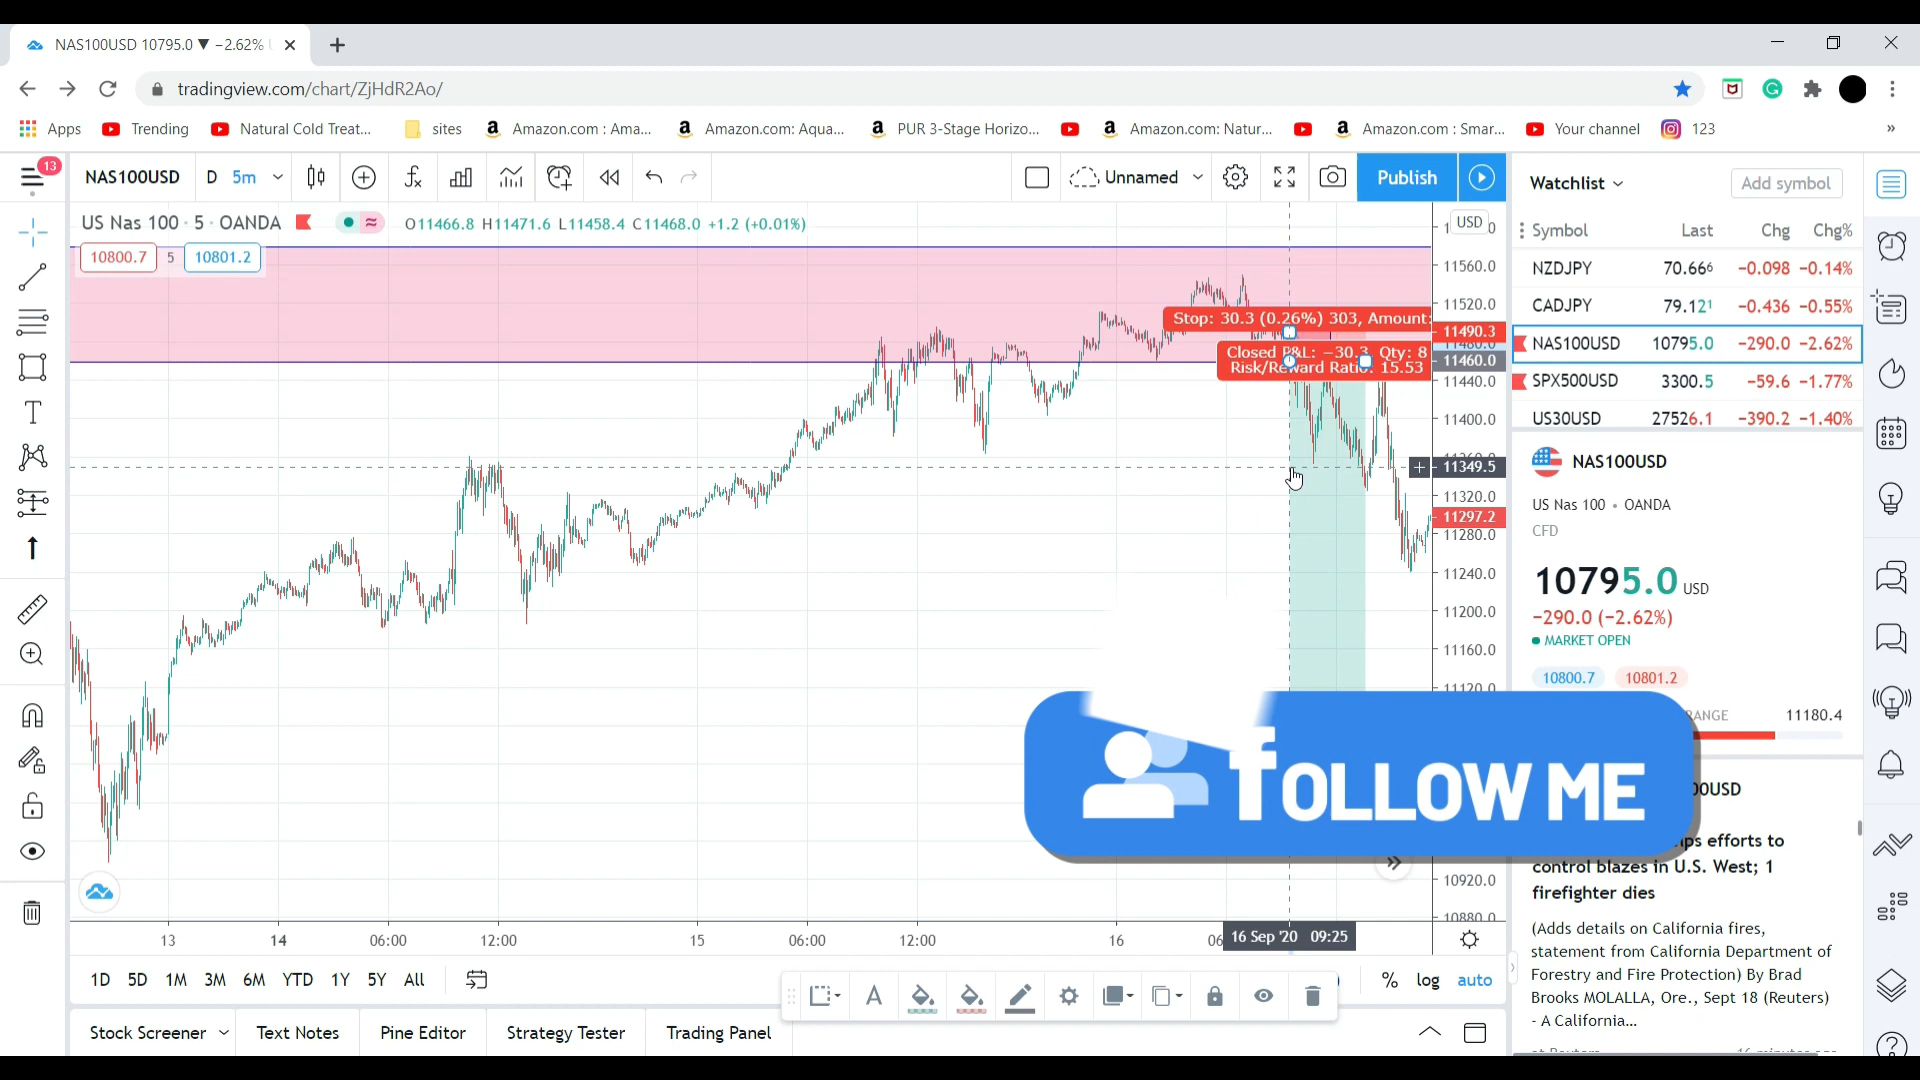 NAS100USD 10795.0 ▼ −2.62%
tradingview.com/chart/ZjHdR2Ao/
Apps Trending Natural Cold Treat... sites Amazon.com : Ama... Amazon.com: Aqua... PUR 3-Stage Horizo... Amazon.com: Natur... Amazon.com : Smar... Your channel 123 »
13 NAS100USD D 5m Unnamed Publish
Watchlist Add symbol
US Nas 100 · 5 · OANDA O11466.8 H11471.6 L11458.4 C11468.0 +1.2 (+0.01%) USD
10800.7 5 10801.2
Symbol Last Chg Chg%
NZDJPY 70.666 −0.098 −0.14%
CADJPY 79.121 −0.436 −0.55%
NAS100USD 10795.0 −290.0 −2.62%
SPX500USD 3300.5 −59.6 −1.77%
US30USD 27526.1 −390.2 −1.40%
Stop: 30.3 (0.26%) 303, Amount:
Closed P&L: −30.3, Qty: 8
Risk/Reward Ratio: 15.53
11560.0
11520.0
11490.3
11460.0
11440.0
11400.0
11349.5
11320.0
11297.2
11280.0
11240.0
11200.0
11160.0
11120.0
10920.0
10880.0
NAS100USD
US Nas 100 • OANDA
CFD
10795.0 USD
−290.0 (−2.62%)
MARKET OPEN
10800.7 10801.2
RANGE 11180.4
FOLLOW ME
00USD
ps efforts to
control blazes in U.S. West; 1
firefighter dies
(Adds details on California fires,
statement from California Department of
Forestry and Fire Protection) By Brad
Brooks MOLALLA, Ore., Sept 18 (Reuters)
- A California...
13 14 06:00 12:00 15 06:00 12:00 16 16 Sep '20 09:25
1D 5D 1M 3M 6M YTD 1Y 5Y All % log auto
Stock Screener Text Notes Pine Editor Strategy Tester Trading Panel